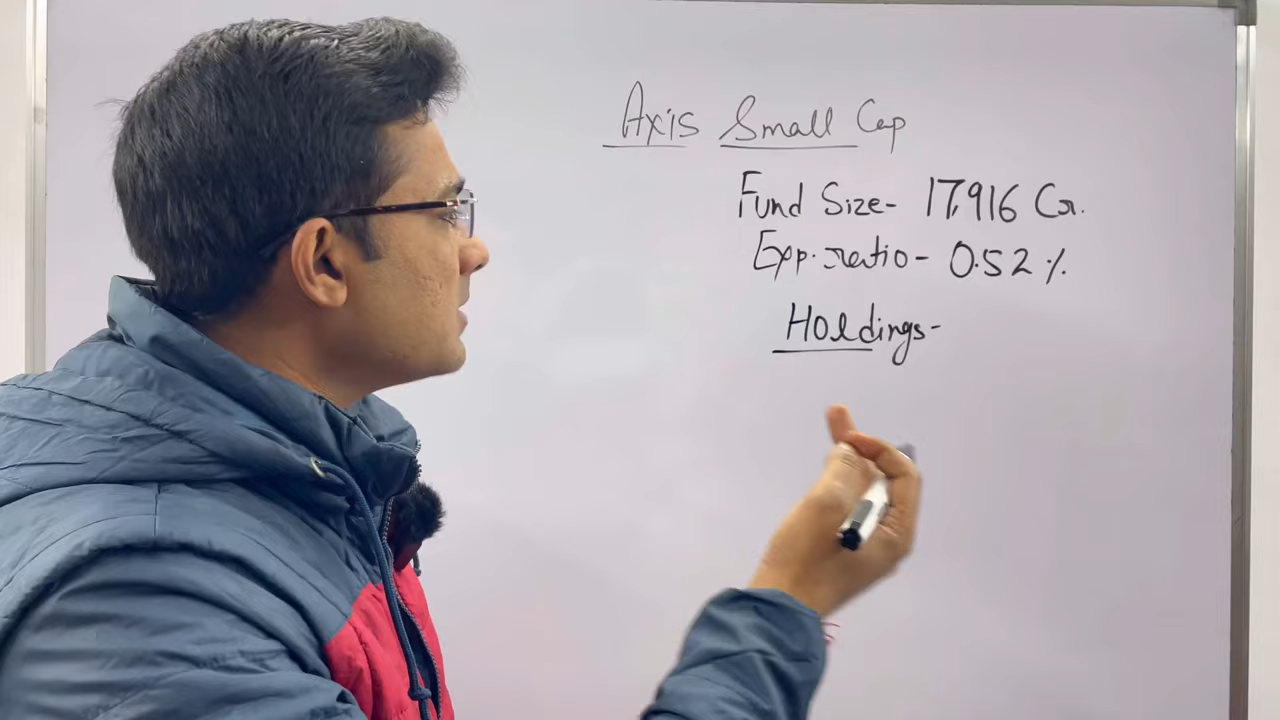 Axis Small Cap
Fund Size- 17,916 Cr.
Exp. ratio- 0.52 %
Holdings-